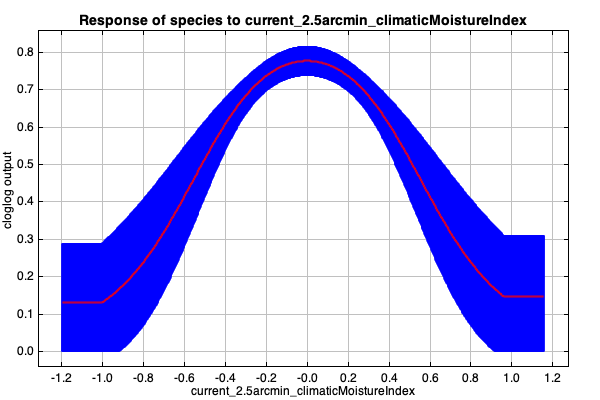 Response of species to current_2.5arcmin_climaticMoistureIndex
0.8
0.7
0.6
0.5
0.4
0.3
0.2
0.1
0.0
cloglog output
-1.2 -1.0 -0.8 -0.6 -0.4 -0.2 -0.0 0.2 0.4 0.6 0.8 1.0 1.2
current_2.5arcmin_climaticMoistureIndex